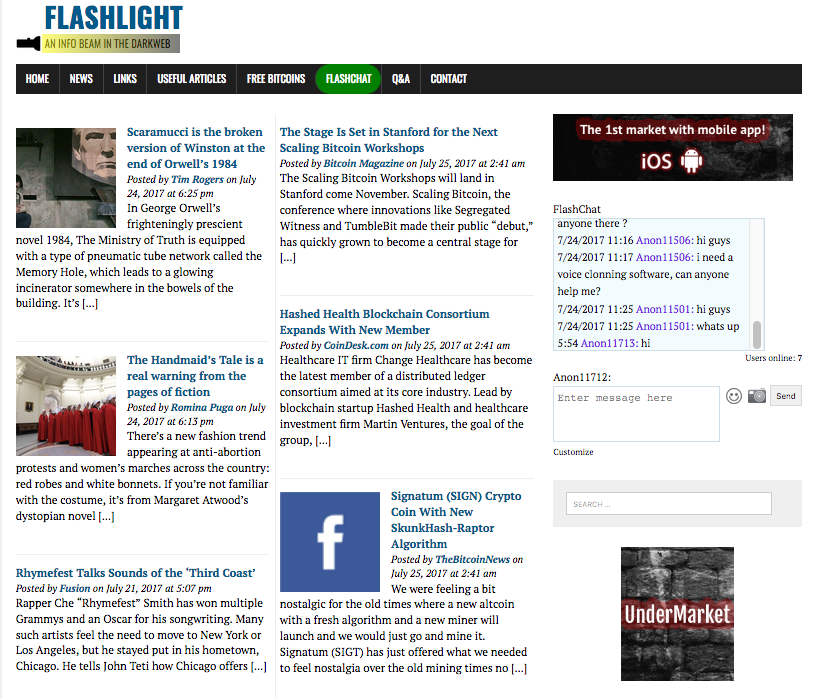 FLASHLIGHT
AN INFO BEAM IN THE DARKWEB
HOME NEWS LINKS USEFUL ARTICLES FREE BITCOINS FLASHCHAT Q&A CONTACT
Scaramucci is the broken
version of Winston at the
end of Orwell’s 1984
Posted by Tim Rogers on July
24, 2017 at 6:25 pm
In George Orwell’s
frighteningly prescient
novel 1984, The Ministry of Truth is equipped
with a type of pneumatic tube network called the
Memory Hole, which leads to a glowing
incinerator somewhere in the bowels of the
building. It’s [...]
The Handmaid’s Tale is a
real warning from the
pages of fiction
Posted by Romina Puga on July
24, 2017 at 6:13 pm
There’s a new fashion trend
appearing at anti-abortion
protests and women’s marches across the country:
red robes and white bonnets. If you’re not familiar
with the costume, it’s from Margaret Atwood’s
dystopian novel [...]
Rhymefest Talks Sounds of the ‘Third Coast’
Posted by Fusion on July 21, 2017 at 5:07 pm
Rapper Che “Rhymefest” Smith has won multiple
Grammys and an Oscar for his songwriting. Many
such artists feel the need to move to New York or
Los Angeles, but he stayed put in his hometown,
Chicago. He tells John Teti how Chicago offers [...]
The Stage Is Set in Stanford for the Next
Scaling Bitcoin Workshops
Posted by Bitcoin Magazine on July 25, 2017 at 2:41 am
The Scaling Bitcoin Workshops will land in
Stanford come November. Scaling Bitcoin, the
conference where innovations like Segregated
Witness and TumbleBit made their public “debut,”
has quickly grown to become a central stage for
[...]
Hashed Health Blockchain Consortium
Expands With New Member
Posted by CoinDesk.com on July 25, 2017 at 2:41 am
Healthcare IT firm Change Healthcare has become
the latest member of a distributed ledger
consortium aimed at its core industry. Lead by
blockchain startup Hashed Health and healthcare
investment firm Martin Ventures, the goal of the
group, [...]
f
Signatum (SIGN) Crypto
Coin With New
SkunkHash-Raptor
Algorithm
Posted by TheBitcoinNews on
July 25, 2017 at 2:41 am
We were feeling a bit
nostalgic for the old times where a new altcoin
with a fresh algorithm and a new miner will
launch and we would just go and mine it.
Signatum (SIGT) has just offered what we needed
to feel nostalgia over the old mining times no [...]
The 1st market with mobile app!
iOS
FlashChat
anyone there ?
7/24/2017 11:16 Anon11506: hi guys
7/24/2017 11:17 Anon11506: i need a
voice clonning software, can anyone
help me?
7/24/2017 11:25 Anon11501: hi guys
7/24/2017 11:25 Anon11501: whats up
5:54 Anon11713: hi
Users online: 7
Anon11712:
Enter message here
Send
Customize
SEARCH ...
UnderMarket